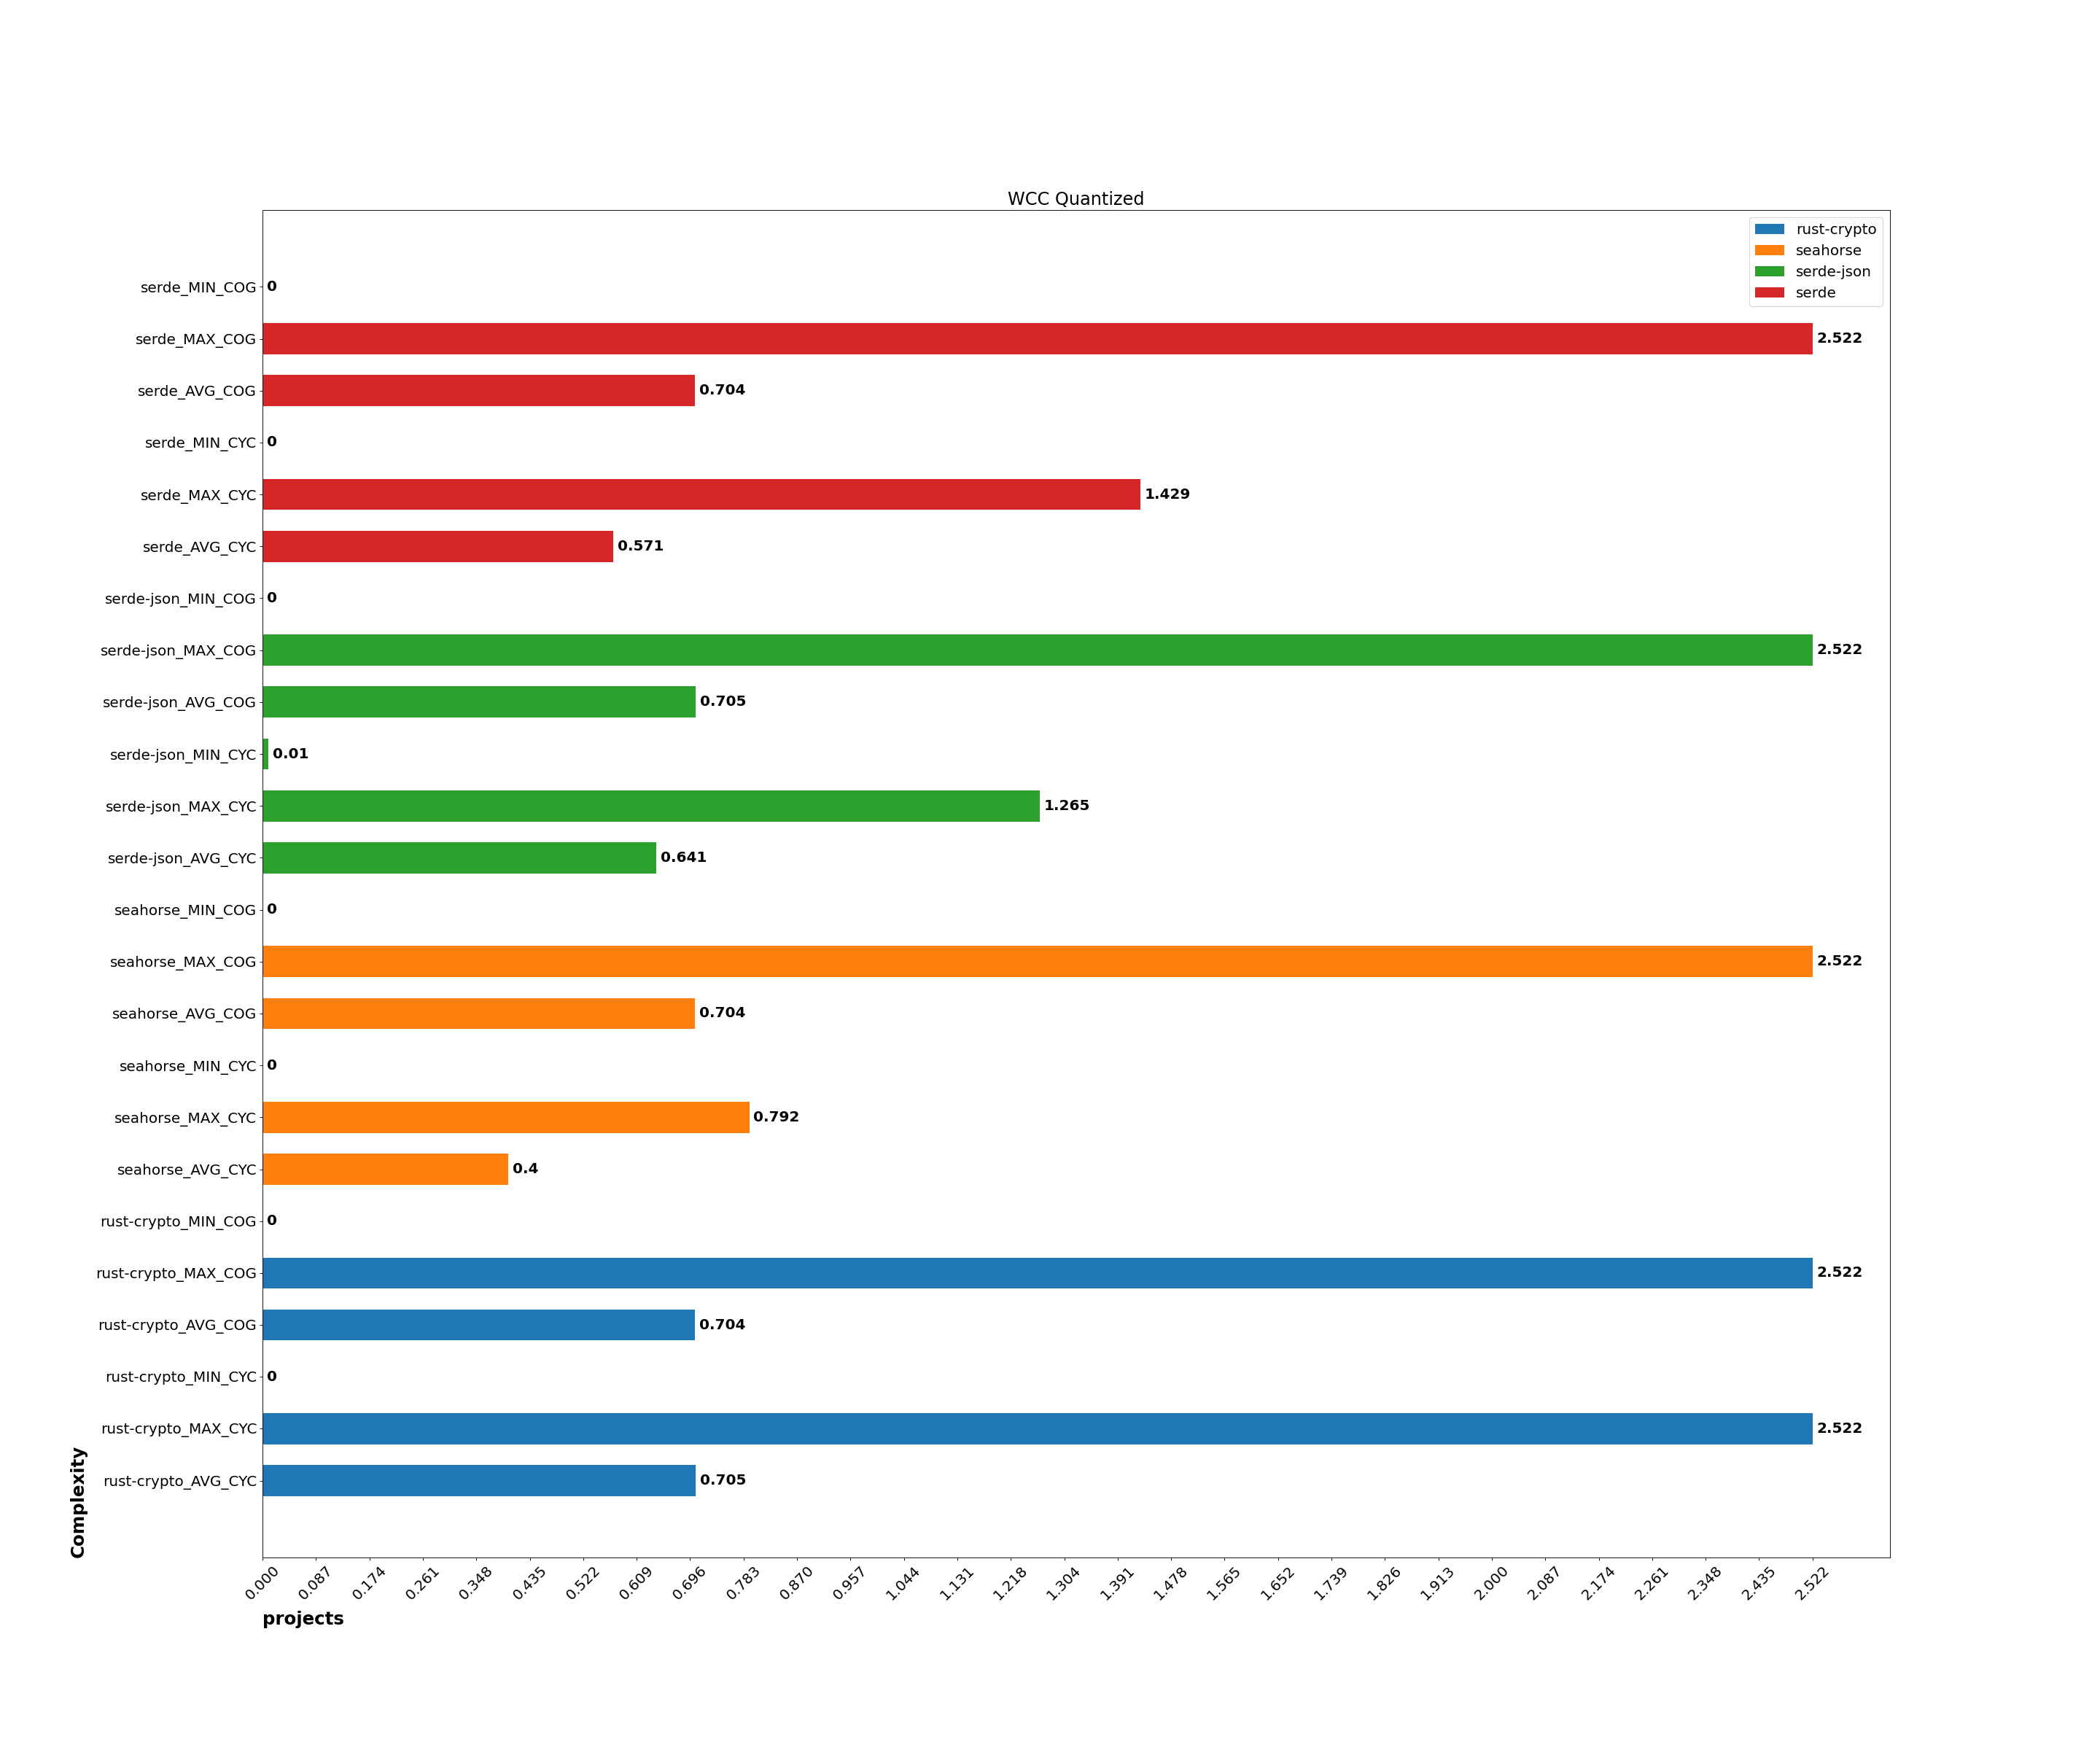 WCC Quantized
rust-crypto
seahorse
serde-json
serde
serde_MIN_COG 0
serde_MAX_COG 2.522
serde_AVG_COG 0.704
serde_MIN_CYC 0
serde_MAX_CYC 1.429
serde_AVG_CYC 0.571
serde-json_MIN_COG 0
serde-json_MAX_COG 2.522
serde-json_AVG_COG 0.705
serde-json_MIN_CYC 0.01
serde-json_MAX_CYC 1.265
serde-json_AVG_CYC 0.641
seahorse_MIN_COG 0
seahorse_MAX_COG 2.522
seahorse_AVG_COG 0.704
seahorse_MIN_CYC 0
seahorse_MAX_CYC 0.792
seahorse_AVG_CYC 0.4
rust-crypto_MIN_COG 0
rust-crypto_MAX_COG 2.522
rust-crypto_AVG_COG 0.704
rust-crypto_MIN_CYC 0
rust-crypto_MAX_CYC 2.522
rust-crypto_AVG_CYC 0.705
Complexity
0.000 0.087 0.174 0.261 0.348 0.435 0.522 0.609 0.696 0.783 0.870 0.957 1.044 1.131 1.218 1.304 1.391 1.478 1.565 1.652 1.739 1.826 1.913 2.000 2.087 2.174 2.261 2.348 2.435 2.522
projects